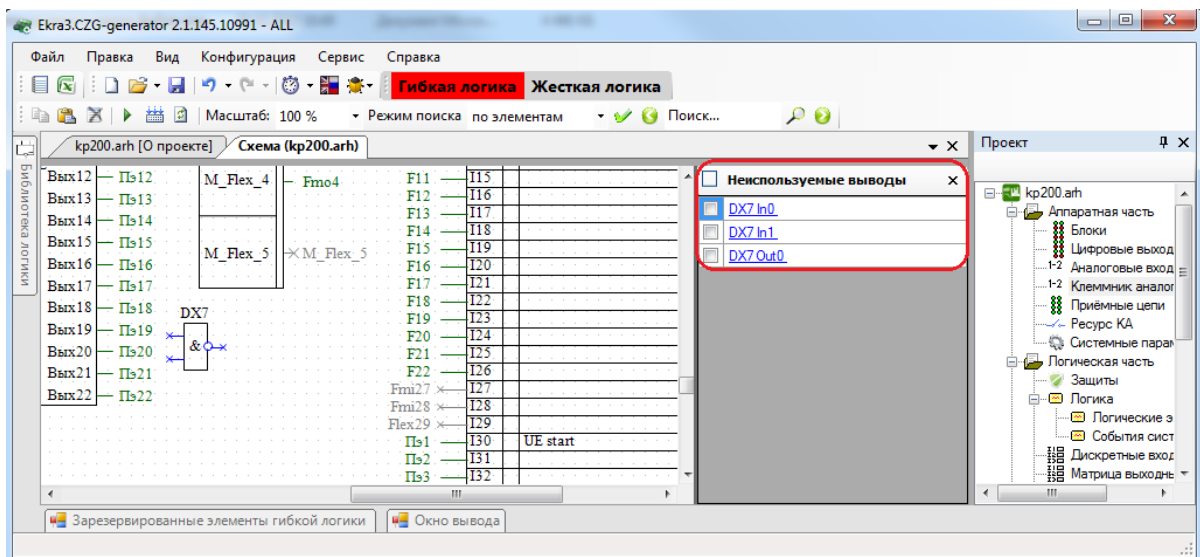 Ekra3.CZG-generator 2.1.145.10991 - ALL
Файл Правка Вид Конфигурация Сервис Справка
Гибкая логика Жесткая логика
Масштаб: 100 % Режим поиска по элементам Поиск...
kp200.arh [О проекте] Схема (kp200.arh)
Библиотека логики
Вых12 Пэ12
Вых13 Пэ13
Вых14 Пэ14
Вых15 Пэ15
Вых16 Пэ16
Вых17 Пэ17
Вых18 Пэ18
Вых19 Пэ19
Вых20 Пэ20
Вых21 Пэ21
Вых22 Пэ22
M_Flex_4 Fmo4
M_Flex_5 M_Flex_5
DX7
&
F11 I15
F12 I16
F13 I17
F14 I18
F15 I19
F16 I20
F17 I21
F18 I22
F19 I23
F20 I24
F21 I25
F22 I26
Fmi27 I27
Fmi28 I28
Flex29 I29
Пэ1 I30 UE start
Пэ2 I31
Пэ3 I32
Неиспользуемые выводы
DX7 In0
DX7 In1
DX7 Out0
Проект
kp200.arh
Аппаратная часть
Блоки
Цифровые выход
1-2 Аналоговые вход
1-2 Клеммник аналог
Приёмные цепи
Ресурс КА
Системные парам
Логическая часть
Защиты
Логика
Логические э
События сист
Дискретные вход
Матрица выходнь
Зарезервированные элементы гибкой логики Окно вывода